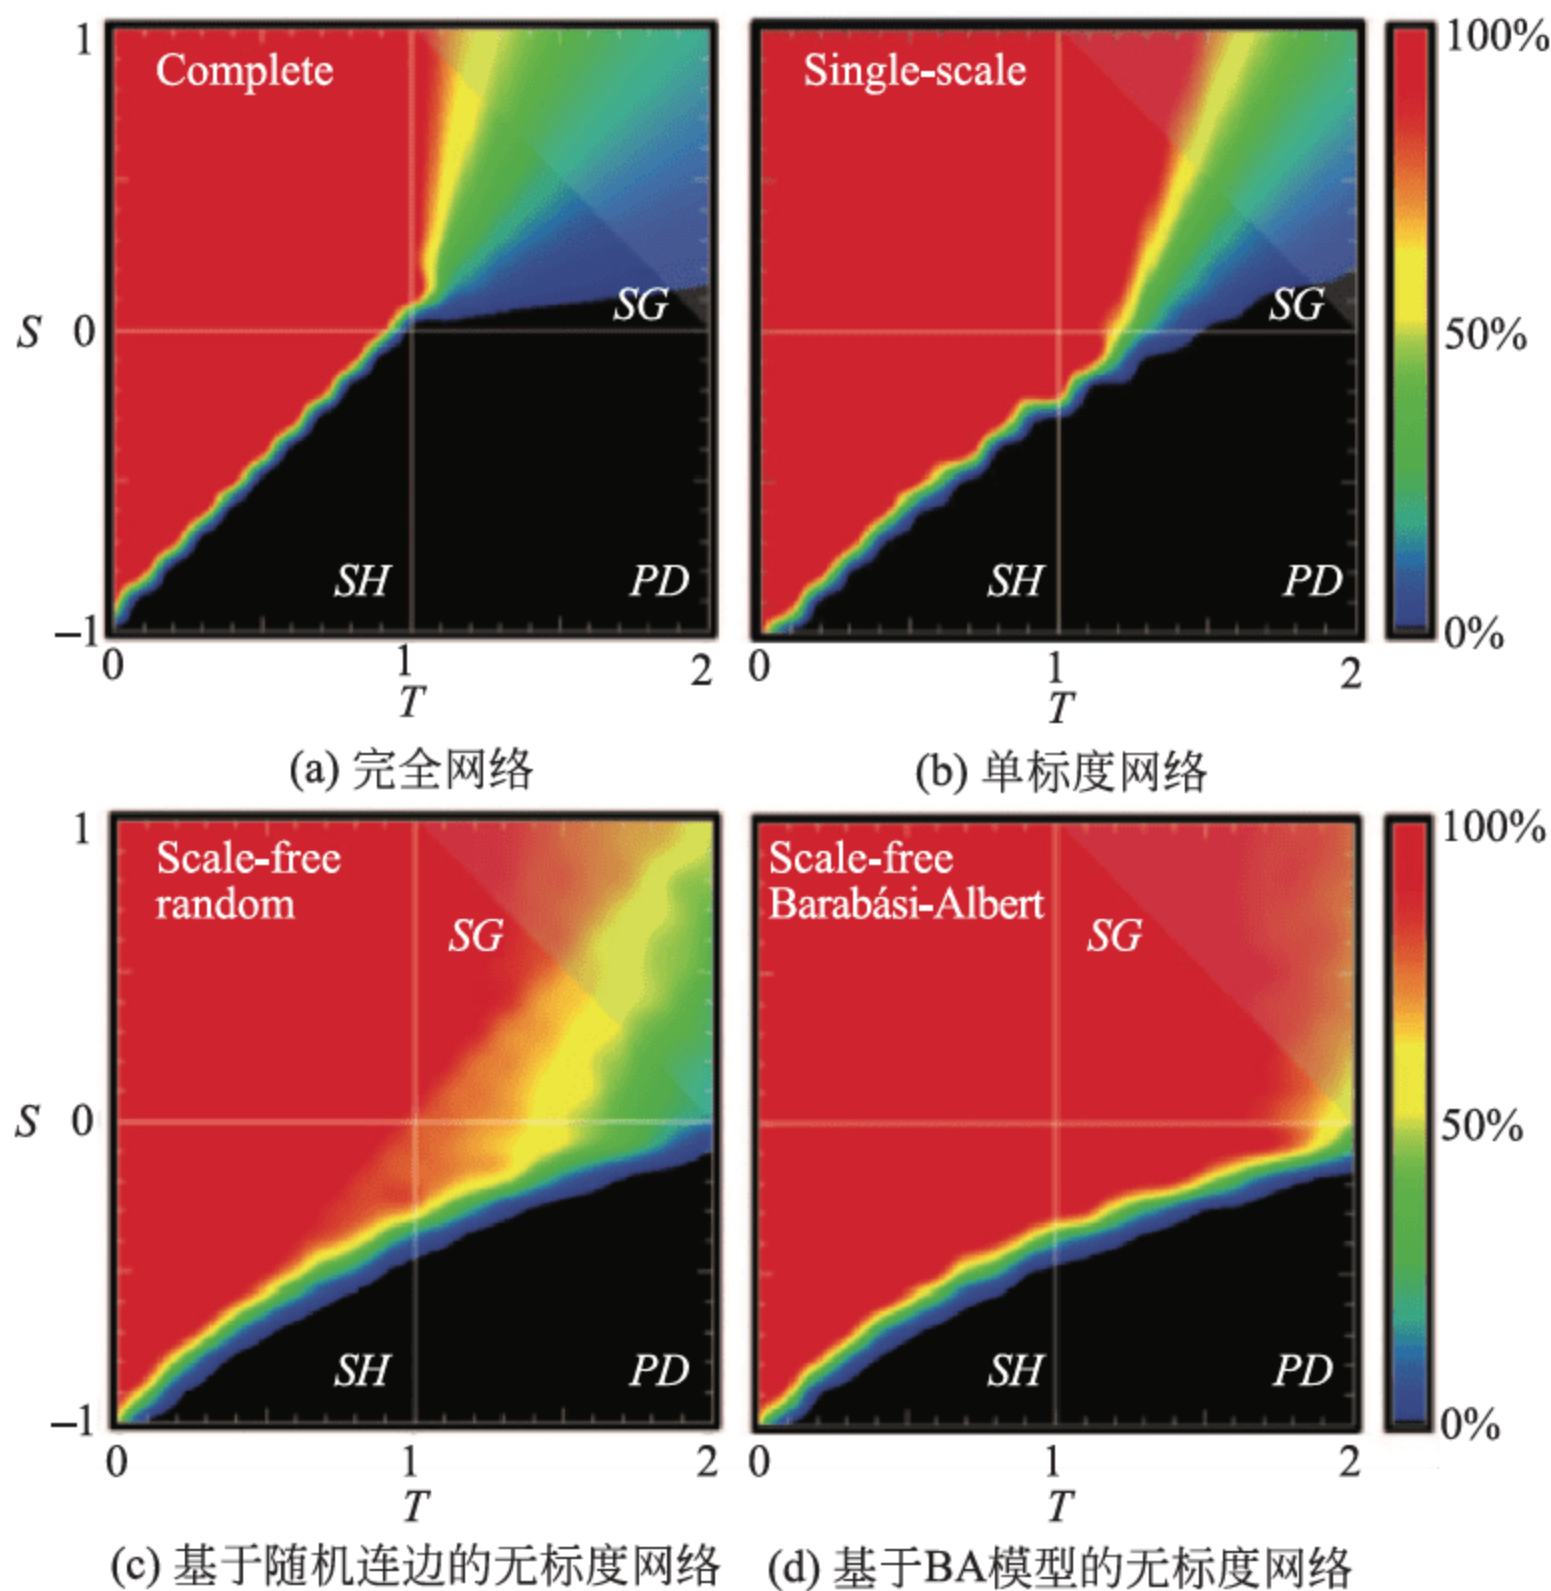 1
Complete
S 0
SG
SH
PD
−1
0
1
2
T
(a) 完全网络
Single-scale
SG
SH
PD
0
1
2
T
(b) 单标度网络
100%
50%
0%
1
Scale-free
random
SG
S 0
SH
PD
−1
0
1
2
T
(c) 基于随机连边的无标度网络
Scale-free
Barabási-Albert
SG
SH
PD
0
1
2
T
(d) 基于BA模型的无标度网络
100%
50%
0%